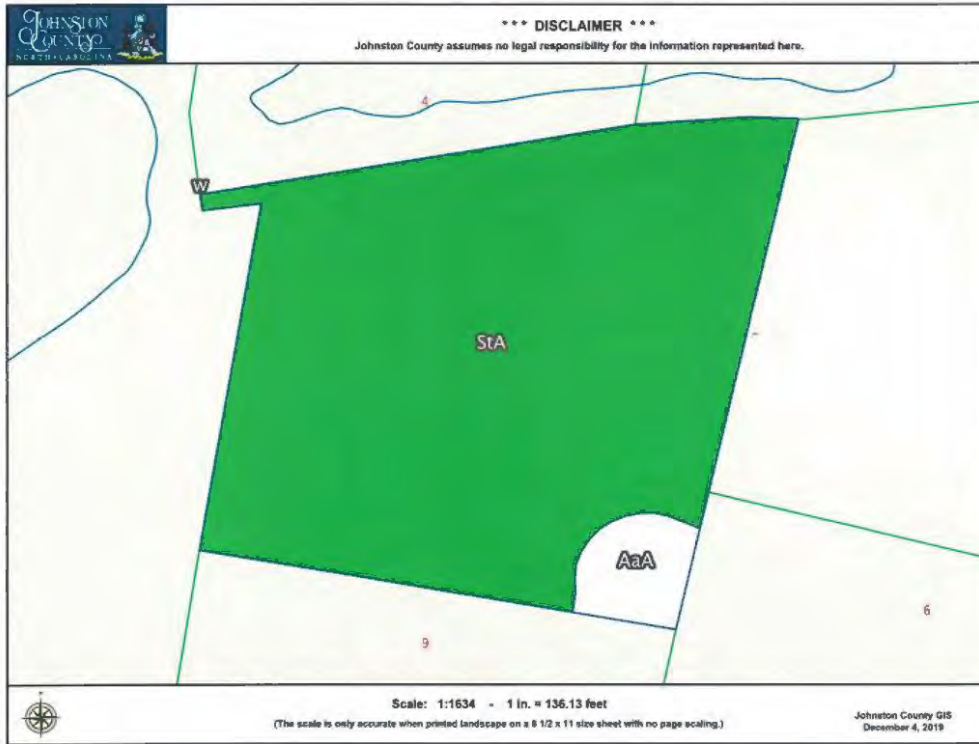 JOHNSTON
COUNTY
NORTH CAROLINA
*** DISCLAIMER ***
Johnston County assumes no legal responsibility for the information represented here.
4
W
StA
AaA
6
9
Scale: 1:1634 - 1 in. = 136.13 feet
(The scale is only accurate when printed landscape on a 8 1/2 x 11 size sheet with no page scaling.)
Johnston County GIS
December 4, 2019